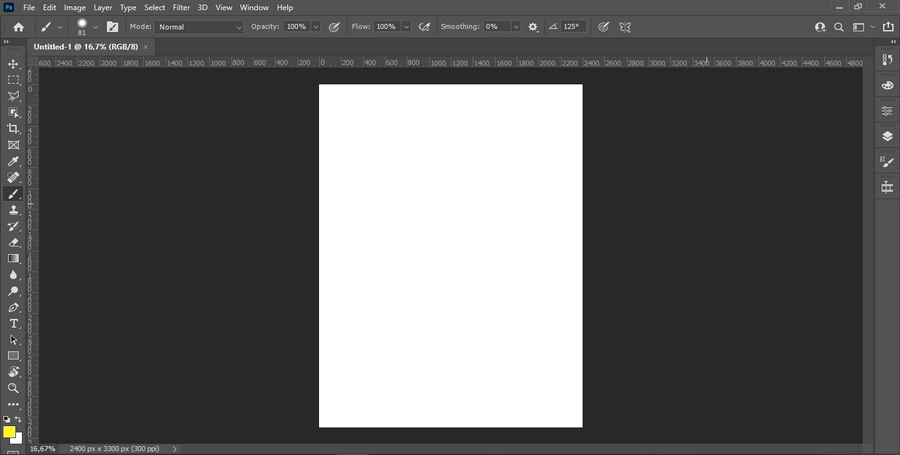 Ps File Edit Image Layer Type Select Filter 3D View Window Help
81 Mode: Normal Opacity: 100% Flow: 100% Smoothing: 0% 125°
Untitled-1 @ 16,7% (RGB/8) ×
600 2400 2200 2000 1800 1600 1400 1200 1000 800 600 400 200 0 200 400 600 800 1000 1200 1400 1600 1800 2000 2200 2400 2600 2800 3000 3200 3400 3600 3800 4000 4200 4400 4600 4800
16,67% 2400 px x 3300 px (300 ppi)